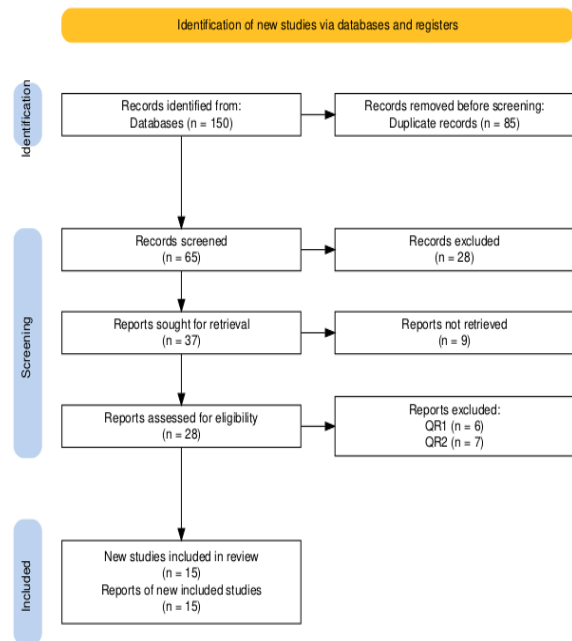 Identification of new studies via databases and registers
Identification
Records identified from:
Databases (n = 150)
Records removed before screening:
Duplicate records (n = 85)
Screening
Records screened
(n = 65)
Records excluded
(n = 28)
Reports sought for retrieval
(n = 37)
Reports not retrieved
(n = 9)
Reports assessed for eligibility
(n = 28)
Reports excluded:
QR1 (n = 6)
QR2 (n = 7)
Included
New studies included in review
(n = 15)
Reports of new included studies
(n = 15)